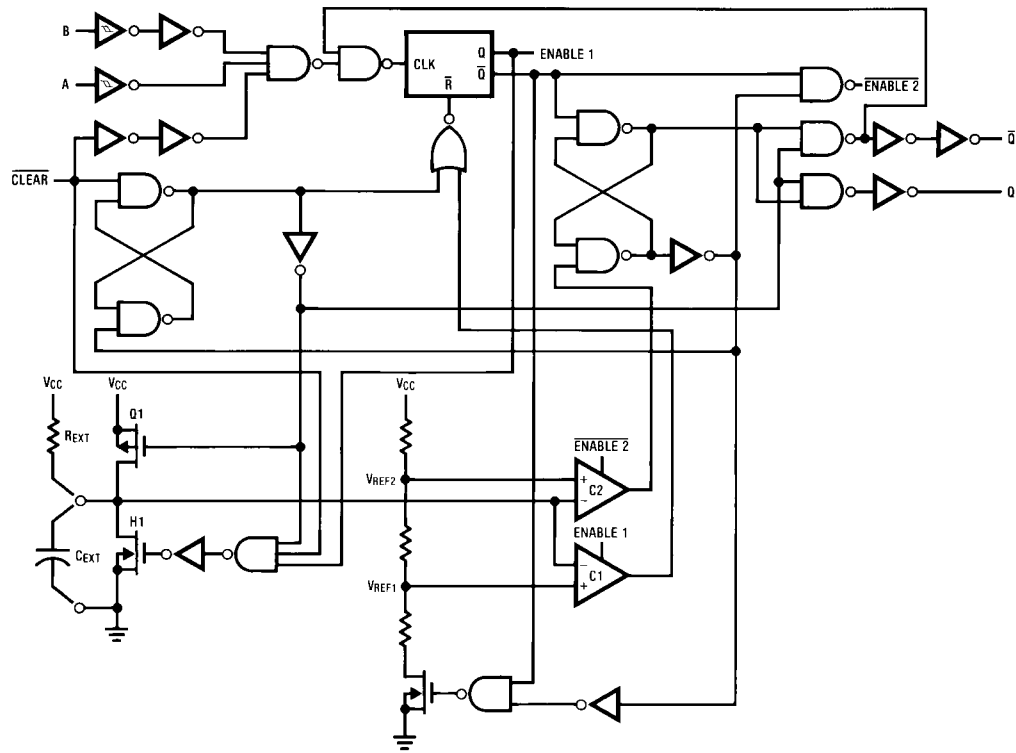 B
A
CLEAR
CLK
Q
Q̅
R̅
ENABLE 1
ENABLE 2
Q̅
Q
VCC
VCC
VCC
REXT
Q1
CEXT
H1
VREF2
VREF1
ENABLE 2
+
−
C2
ENABLE 1
−
+
C1